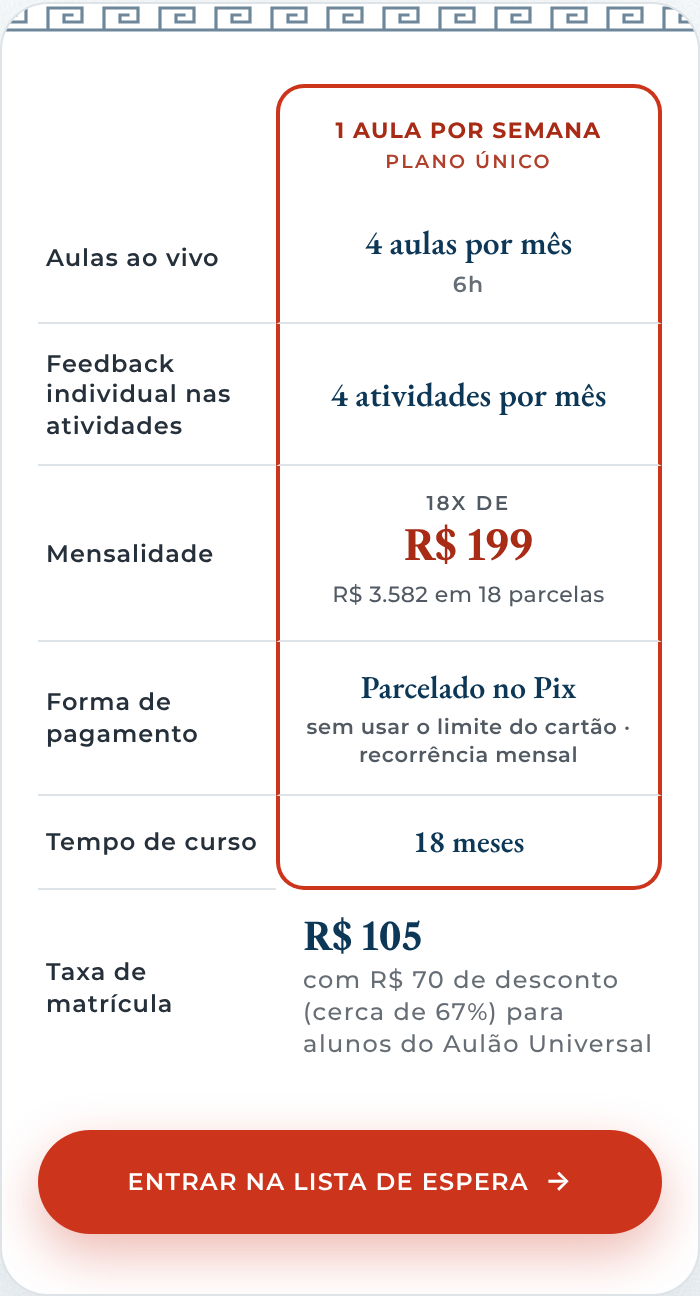 1 AULA POR SEMANA
PLANO ÚNICO
Aulas ao vivo
4 aulas por mês
6h
Feedback
individual nas
atividades
4 atividades por mês
Mensalidade
18X DE
R$ 199
R$ 3.582 em 18 parcelas
Forma de
pagamento
Parcelado no Pix
sem usar o limite do cartão ·
recorrência mensal
Tempo de curso
18 meses
Taxa de
matrícula
R$ 105
com R$ 70 de desconto
(cerca de 67%) para
alunos do Aulão Universal
ENTRAR NA LISTA DE ESPERA →